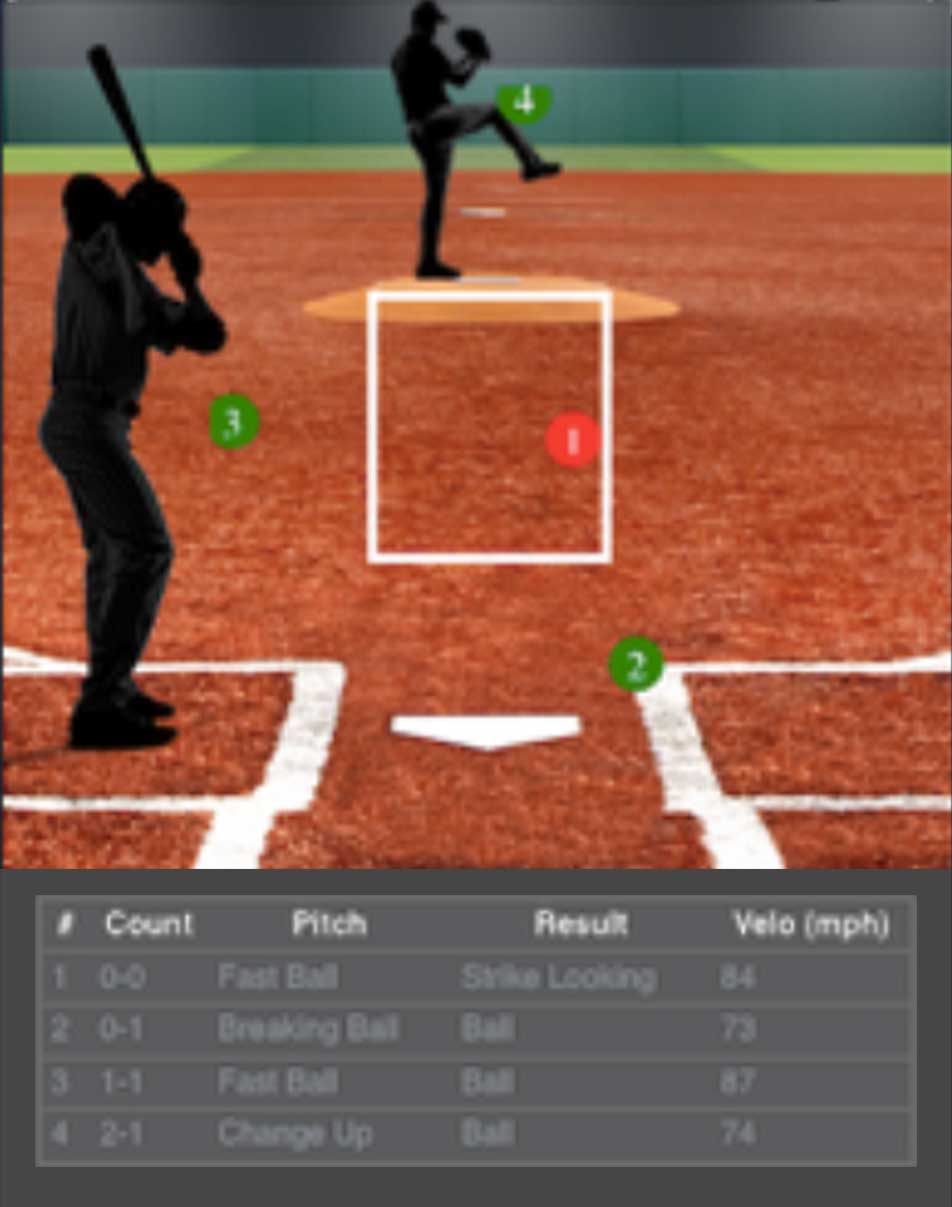 4
3
1
2
# Count Pitch Result Velo (mph)
1 0-0 Fast Ball Strike Looking 84
2 0-1 Breaking Ball Ball 73
3 1-1 Fast Ball Ball 87
4 2-1 Change Up Ball 74